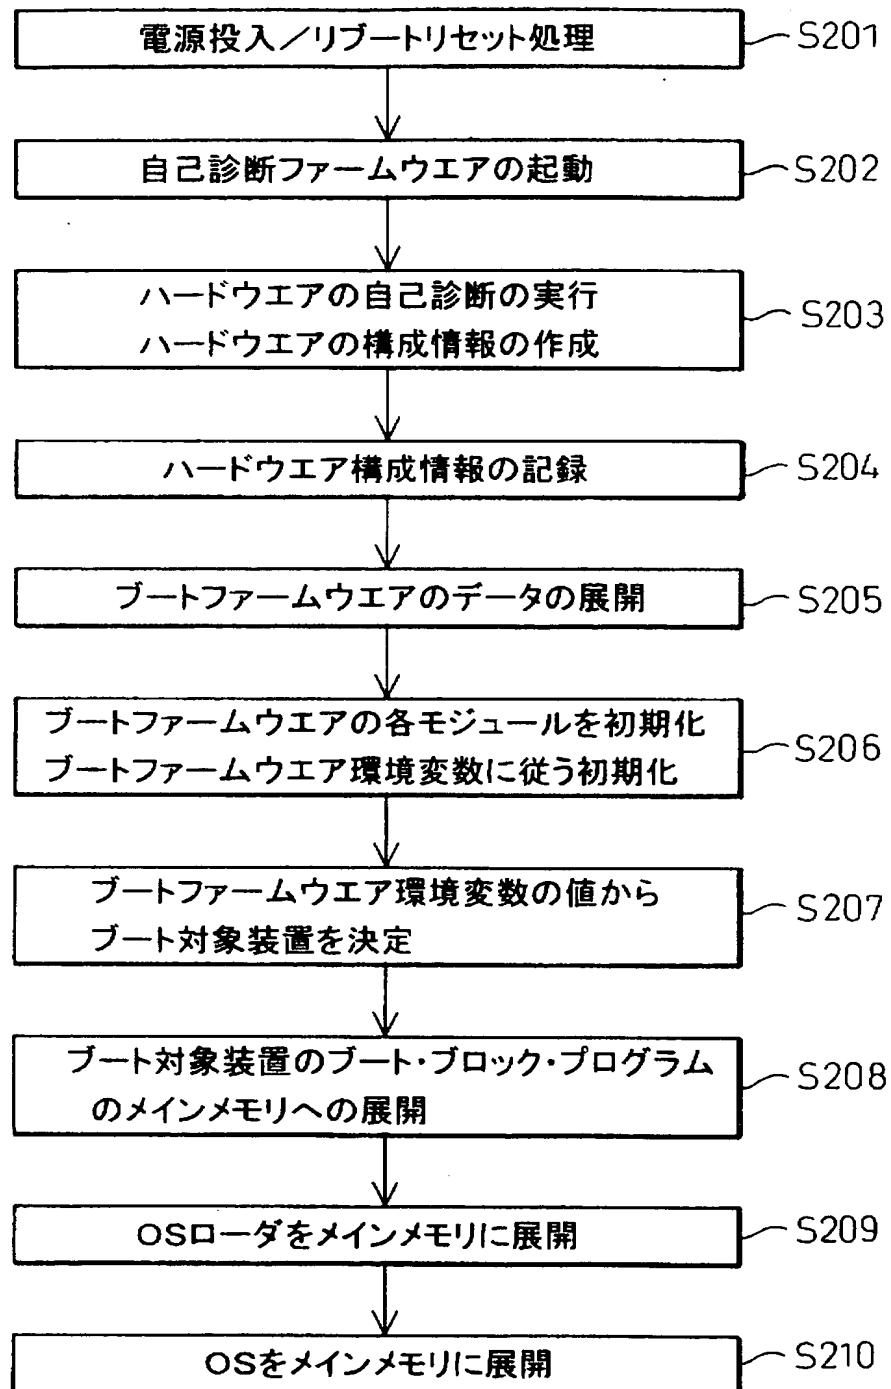 電源投入／リブートリセット処理
S201
自己診断ファームウエアの起動
S202
ハードウエアの自己診断の実行
ハードウエアの構成情報の作成
S203
ハードウエア構成情報の記録
S204
ブートファームウエアのデータの展開
S205
ブートファームウエアの各モジュールを初期化
ブートファームウエア環境変数に従う初期化
S206
ブートファームウエア環境変数の値から
ブート対象装置を決定
S207
ブート対象装置のブート・ブロック・プログラム
のメインメモリへの展開
S208
OSローダをメインメモリに展開
S209
OSをメインメモリに展開
S210